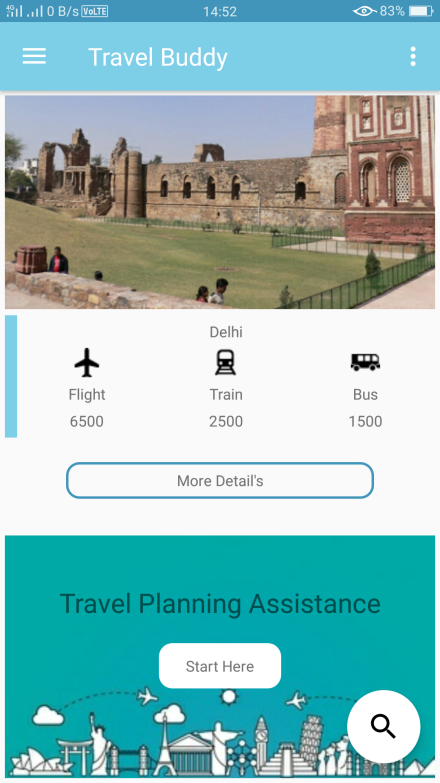 4G 0 B/s VoLTE 14:52 83%
Travel Buddy
Delhi
Flight Train Bus
6500 2500 1500
More Detail's
Travel Planning Assistance
Start Here